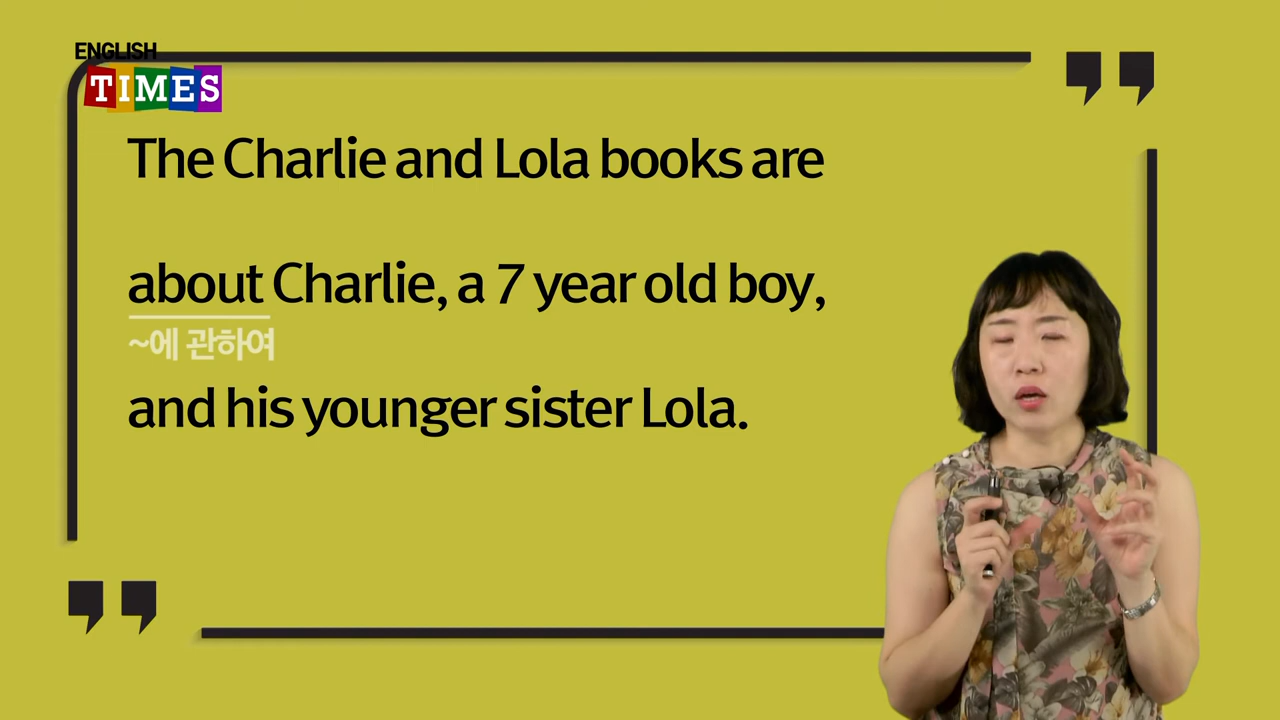 ENGLISH
TIMES
The Charlie and Lola books are
about Charlie, a 7 year old boy,
~에 관하여
and his younger sister Lola.